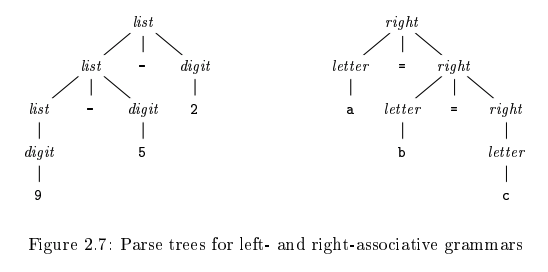 list right
list - digit letter = right
list - digit 2 a letter = right
digit 5 b letter
9 c
Figure 2.7: Parse trees for left- and right-associative grammars